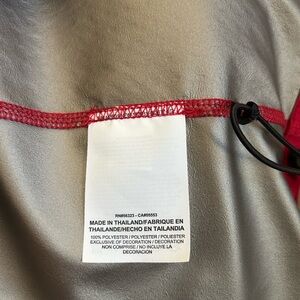 RN#56323 - CA#05553
MADE IN THAILAND/FABRIQUE EN
THAILANDE/HECHO EN TAILANDIA
100% POLYESTER / POLYESTER / POLIESTER
EXCLUSIVE OF DECORATION / DECORATION
NON COMPRISE / NO INCLUYE LA
DECORACION